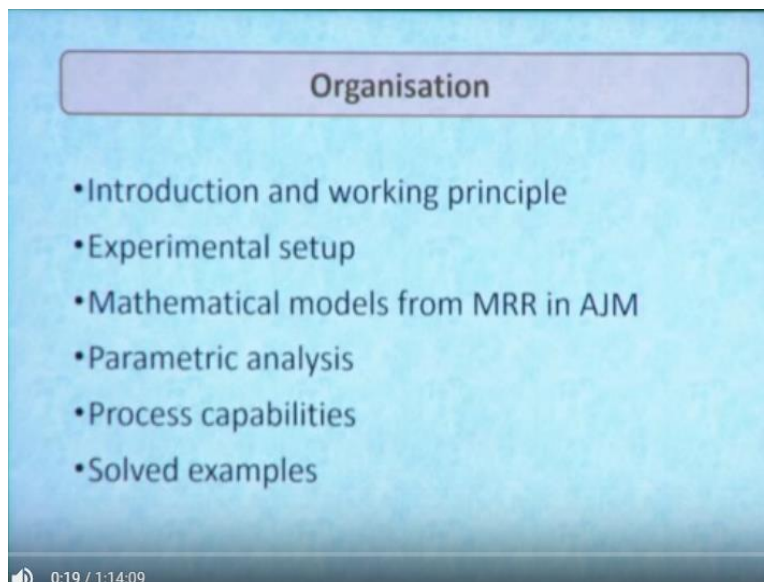 Organisation
•Introduction and working principle
•Experimental setup
•Mathematical models from MRR in AJM
•Parametric analysis
•Process capabilities
•Solved examples
0:19 / 1:14:09